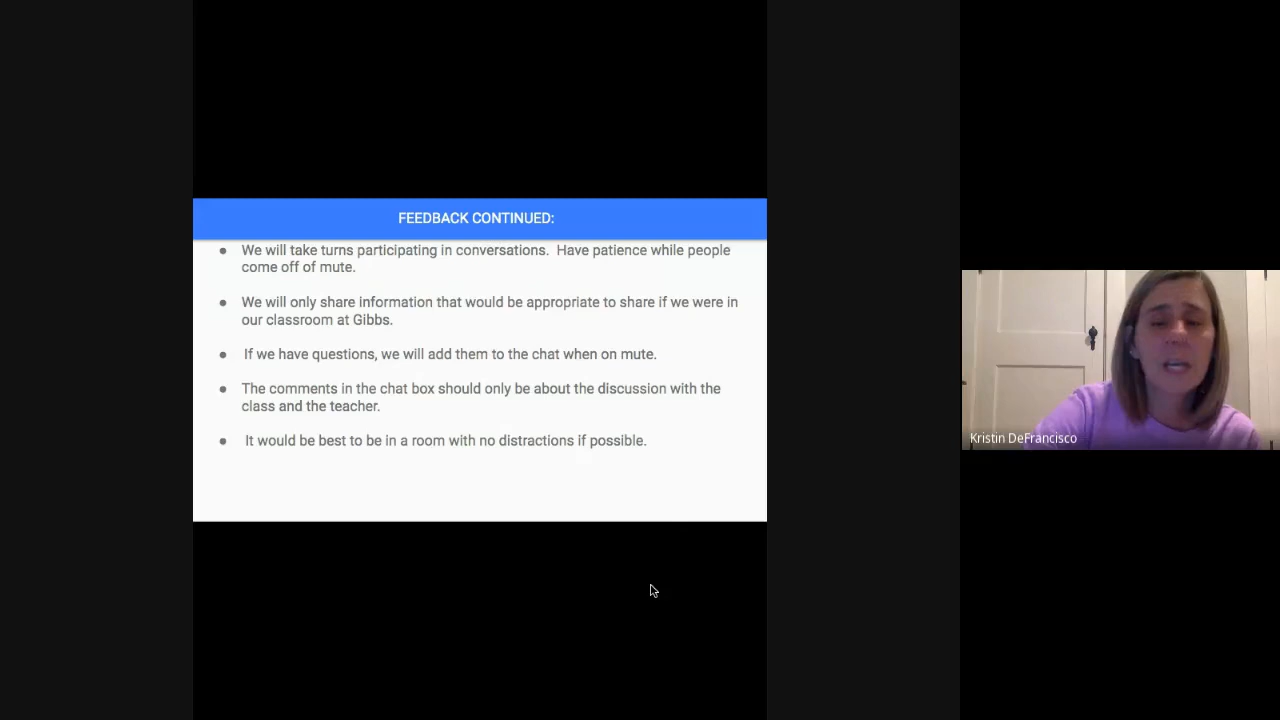 FEEDBACK CONTINUED:
● We will take turns participating in conversations.  Have patience while people
come off of mute.
● We will only share information that would be appropriate to share if we were in
our classroom at Gibbs.
● If we have questions, we will add them to the chat when on mute.
● The comments in the chat box should only be about the discussion with the
class and the teacher.
● It would be best to be in a room with no distractions if possible.
Kristin DeFrancisco